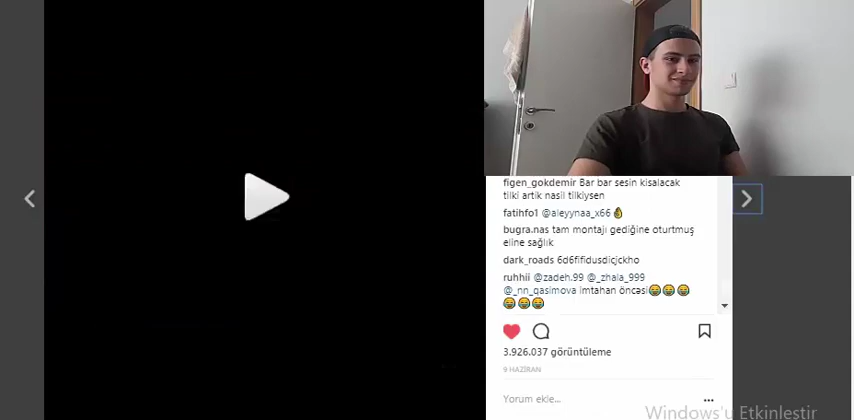 figen_gokdemir Bar bar sesin kisalacak
tilki artik nasil tilkiysen
fatihfo1 @aleyynaa_x66
bugra.nas tam montajı gediğine oturtmuş
eline sağlık
dark_roads 6d6fifidusdiçjckho
ruhhii @zadeh.99 @_zhala_999
@_nn_qasimova imtahan öncəsi
3.926.037 görüntüleme
9 HAZİRAN
Yorum ekle...
Windows'u Etkinleştir